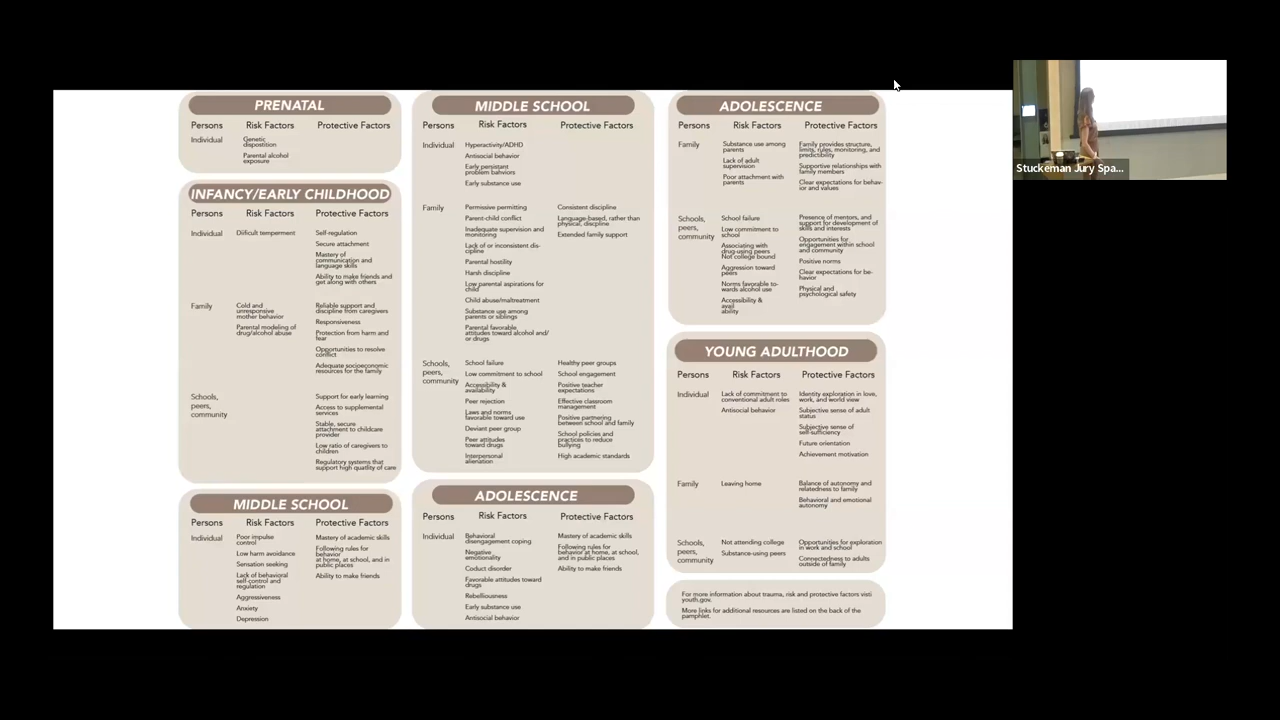 PRENATAL
Persons Risk Factors Protective Factors
Individual
Genetic
dispostition
Parental alcohol
exposure
INFANCY/EARLY CHILDHOOD
Persons Risk Factors Protective Factors
Individual
Difficult temperment
Self-regulation
Secure attachment
Mastery of
communication and
language skills
Ability to make friends and
get along with others
Family
Cold and
unresponsive
mother behavior
Parental modeling of
drug/alcohol abuse
Reliable support and
discipline from caregivers
Responsiveness
Protection from harm and
fear
Opportunities to resolve
conflict
Adequate socioeconomic
resources for the family
Schools,
peers,
community
Support for early learning
Access to supplemental
services
Stable, secure
attachment to childcare
provider
Low ratio of caregivers to
children
Regulatory systems that
support high quatlity of care
MIDDLE SCHOOL
Persons Risk Factors Protective Factors
Individual
Poor impulse
control
Low harm avoidance
Sensation seeking
Lack of behavioral
self-control and
regulation
Aggressiveness
Anxiety
Depression
Mastery of academic skills
Following rules for
behavior
at home, at school, and in
public places
Ability to make friends
MIDDLE SCHOOL
Persons Risk Factors Protective Factors
Individual
Hyperactivity/ADHD
Antisocial behavior
Early persistant
problem bahviors
Early substance use
Family
Permissive permitting
Parent-child conflict
Inadequate supervision and
monitoring
Lack of or inconsistent dis-
cipline
Parental hostility
Harsh discipline
Low parental aspirations for
child
Child abuse/maltreatment
Substance use among
parents or siblings
Parental favorable
attitudes toward alcohol and/
or drugs
Consistent discipline
Language-based, rather than
physical, discpline
Extended family support
Schools,
peers,
community
School failure
Low commitment to school
Accessibility &
availability
Peer rejection
Laws and norms
favorable toward use
Deviant peer group
Peer attitudes
toward drugs
Interpersonal
alienation
Healthy peer groups
School engagement
Positive teacher
expectations
Effective classroom
management
Positive partnering
between school and family
School policies and
practices to reduce
bullying
High academic standards
ADOLESCENCE
Persons Risk Factors Protective Factors
Individual
Behavioral
disengagement coping
Negative
emotionality
Coduct disorder
Favorable attitudes toward
drugs
Rebelliousness
Early substance use
Antisocial behavior
Mastery of academic skills
Following rules for
behavior at home, at school,
and in public places
Ability to make friends
ADOLESCENCE
Persons Risk Factors Protective Factors
Family
Substance use among
parents
Lack of adult
supervision
Poor attachment with
parents
Family provides structure,
limits, rules, monitoring, and
predictibility
Supportive relationships with
family members
Clear expectations for behav-
ior and values
Schools,
peers,
community
School failure
Low commitment to
school
Associating with
drug-using peers
Not college bound
Aggression toward
peers
Norms favorable to-
wards alcohol use
Accessibility &
avail
ability
Presence of mentors, and
support for development of
skills and interests
Opportunities for
engagement within school
and community
Positive norms
Clear expectations for be-
havior
Physical and
psychological safety
YOUNG ADULTHOOD
Persons Risk Factors Protective Factors
Individual
Lack of commitment to
conventional adult roles
Antisocial behavior
Identity exploration in love,
work, and world view
Subjective sense of adult
status
Subjective sense of
self-sufficiency
Future orientation
Achievement motivation
Family
Leaving home
Balance of autonomy and
relatedness to family
Behavioral and emotional
autonomy
Schools,
peers,
community
Not attending college
Substance-using peers
Opportunities for exploration
in work and school
Connectedness to adults
outside of family
For more information about trauma, risk and protective factors visti
youth.gov.
More links for additional resources are listed on the back of the
pamphlet.
Stuckeman Jury Spa...